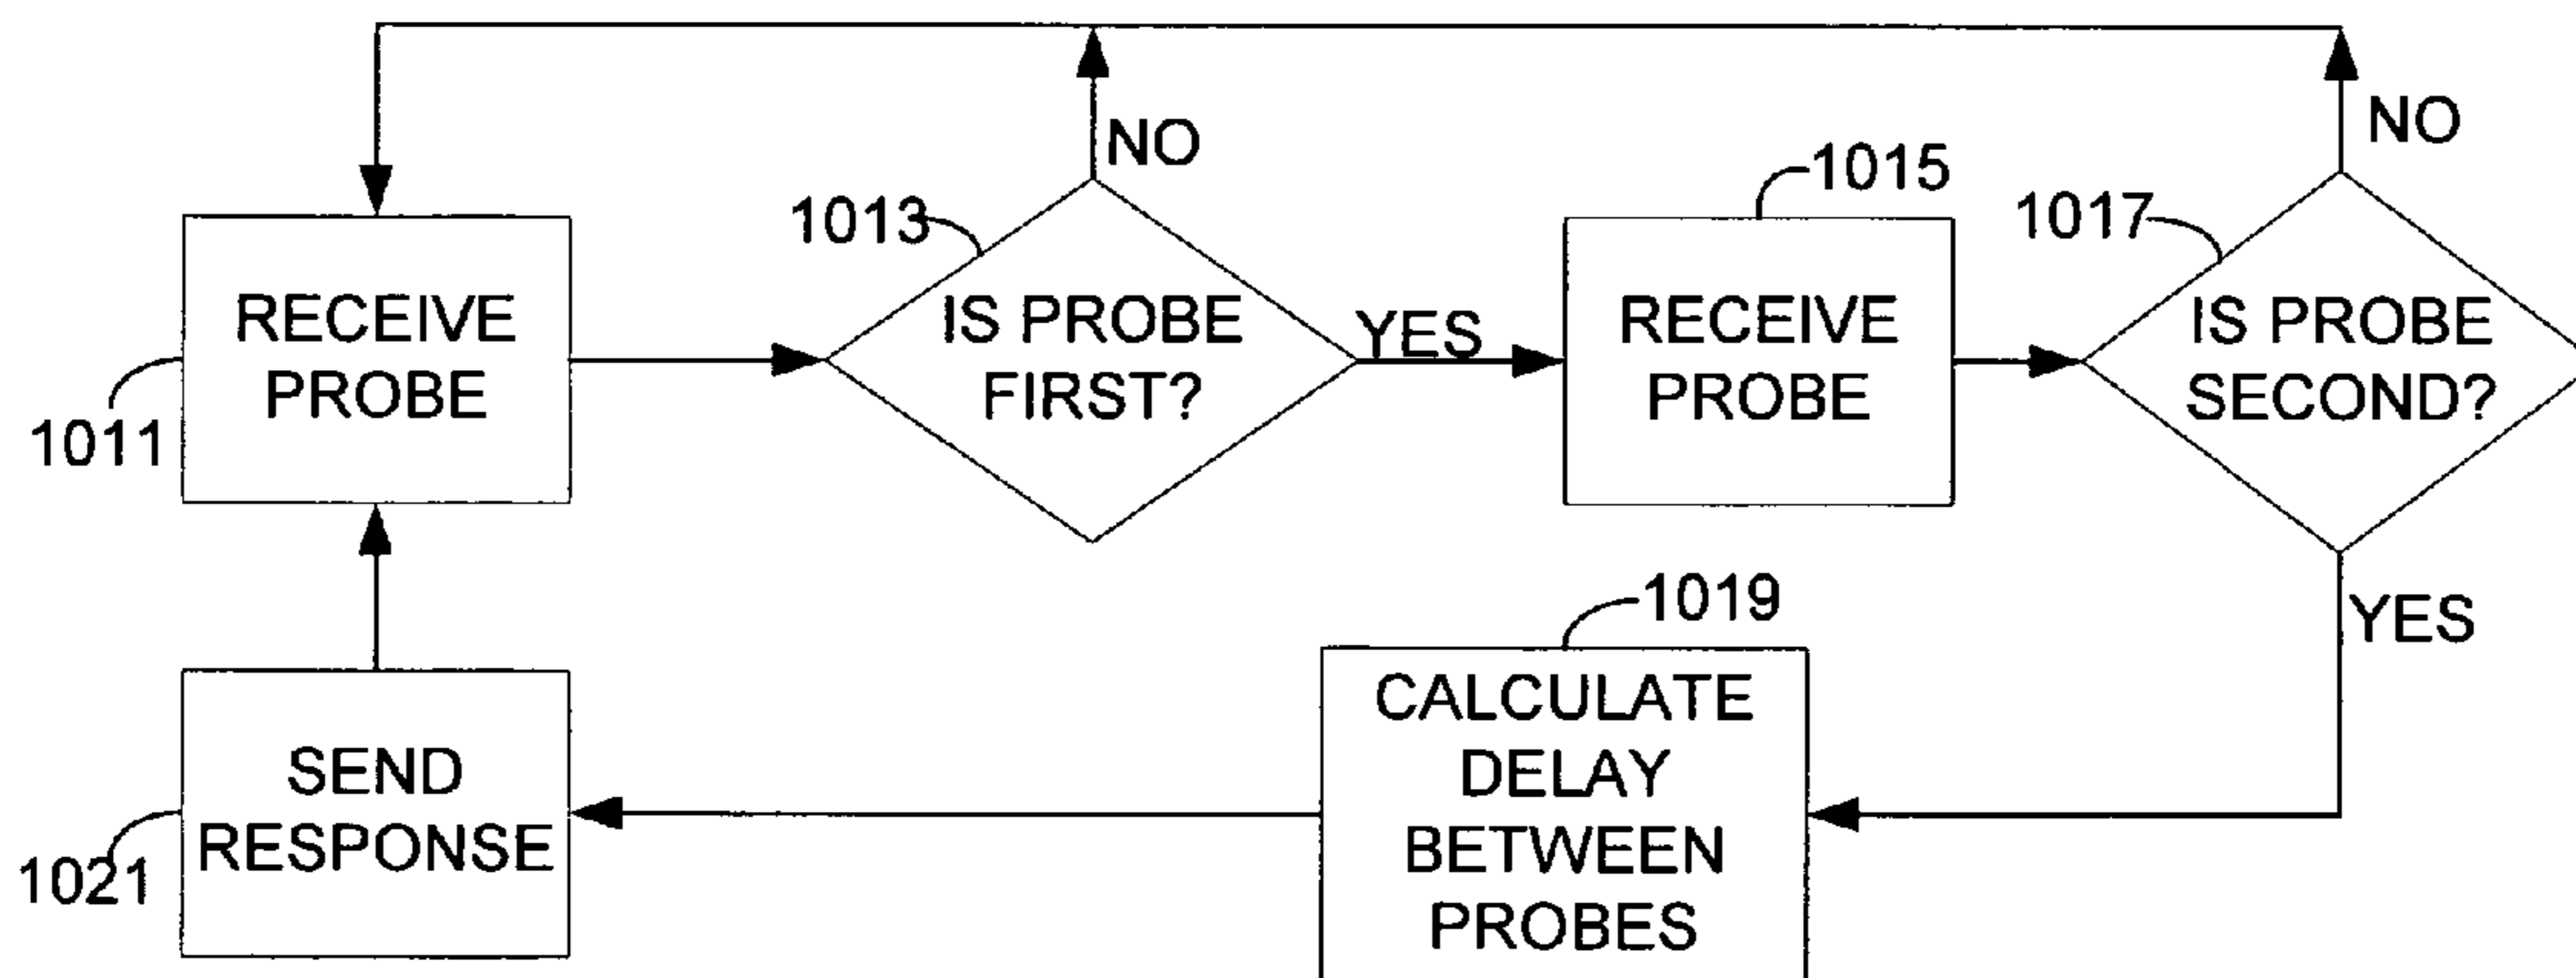 NO
NO
1015
1013
1017
RECEIVE
PROBE
IS PROBE
FIRST?
YES
RECEIVE
PROBE
IS PROBE
SECOND?
1011
1019
YES
CALCULATE
DELAY
BETWEEN
PROBES
SEND
RESPONSE
1021